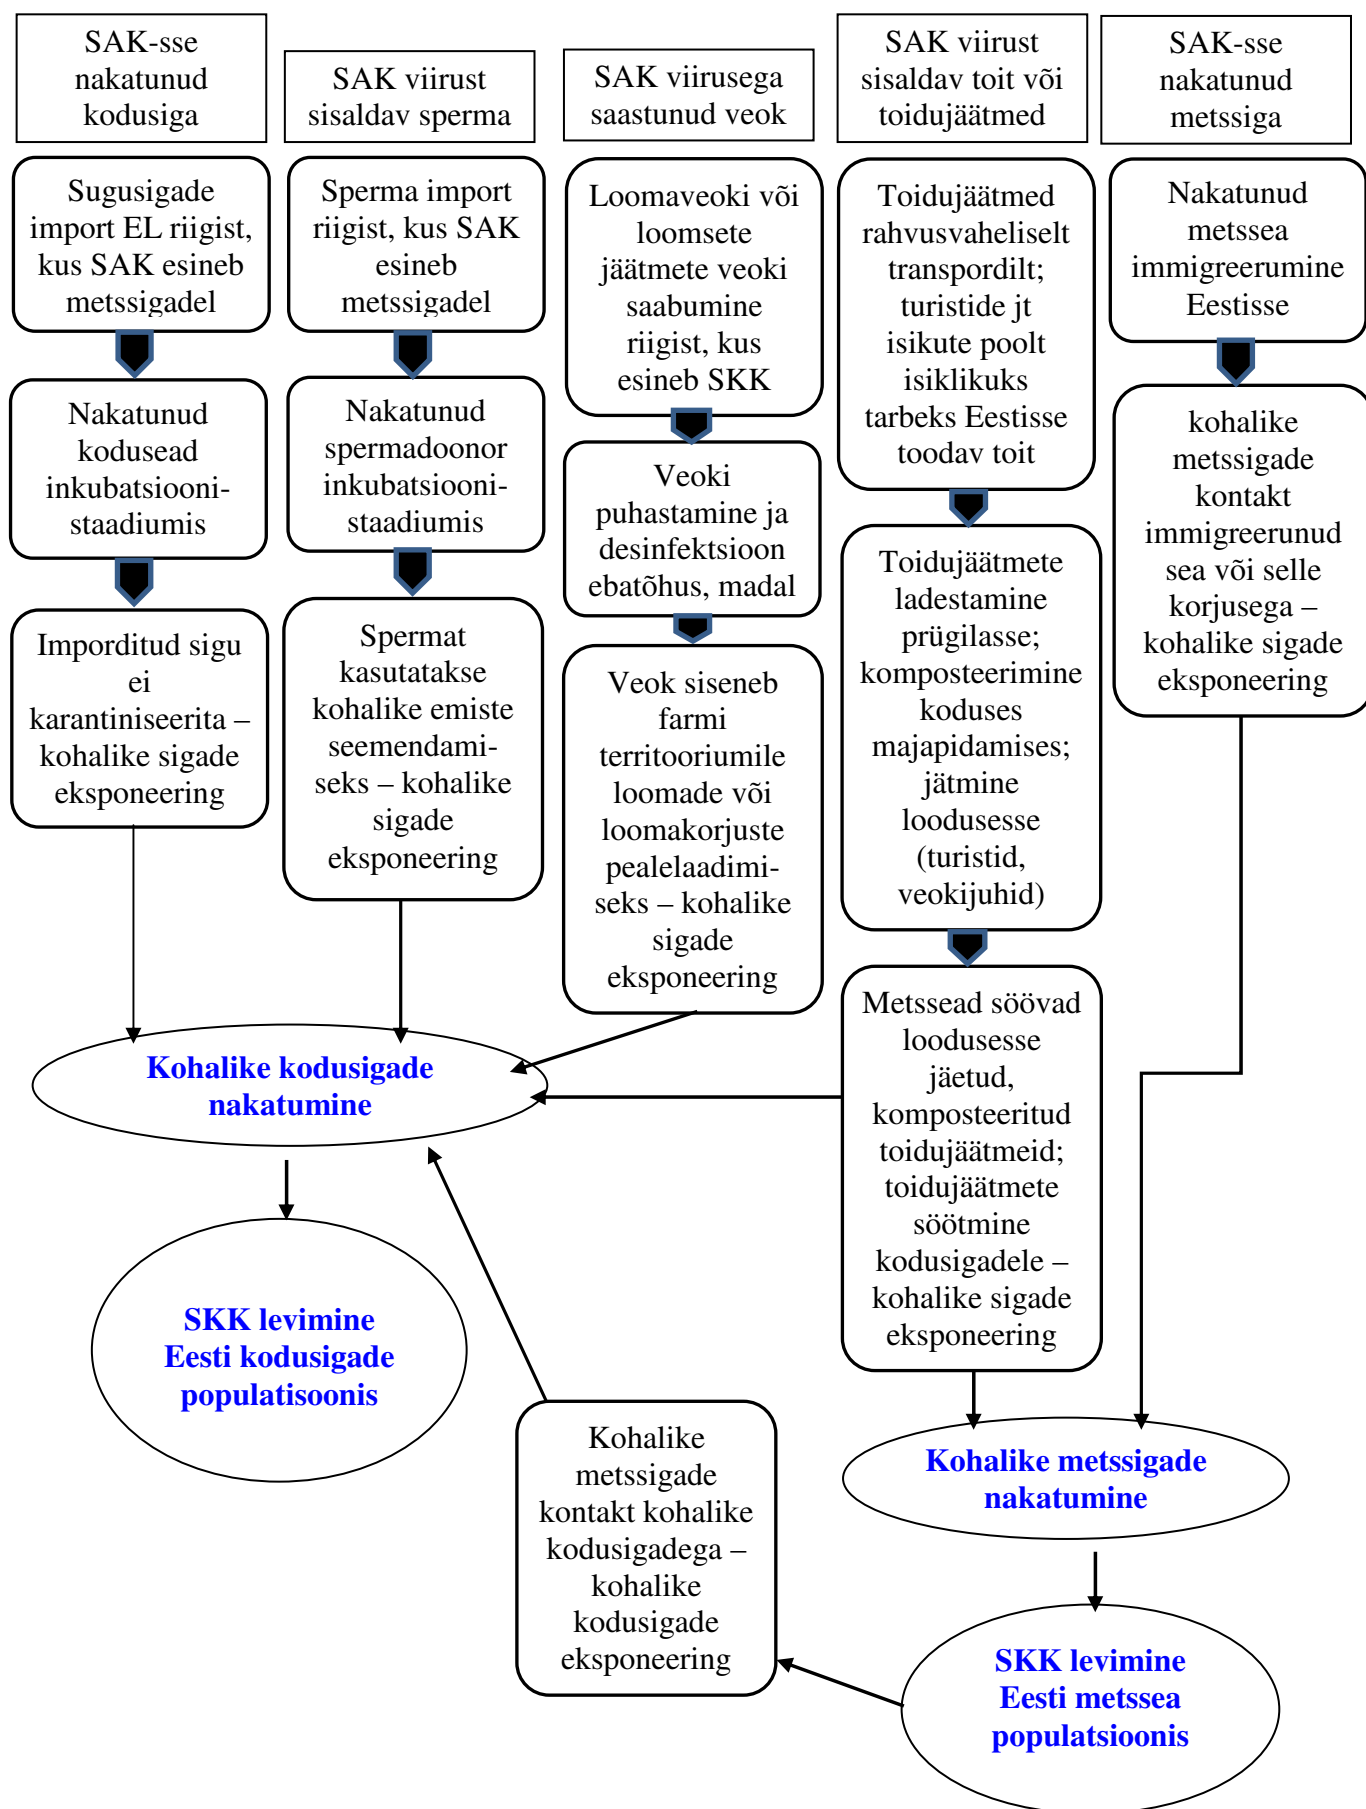 SAK-sse
nakatunud
kodusiga
SAK viirust
sisaldav sperma
SAK viirusega
saastunud veok
SAK viirust
sisaldav toit või
toidujäätmed
SAK-sse
nakatunud
metssiga
Sugusigade
import EL riigist,
kus SAK esineb
metssigadel
Sperma import
riigist, kus SAK
esineb
metssigadel
Loomaveoki või
loomsete
jäätmete veoki
saabumine
riigist, kus
esineb SKK
Toidujäätmed
rahvusvaheliselt
transpordilt;
turistide jt
isikute poolt
isiklikuks
tarbeks Eestisse
toodav toit
Nakatunud
metssea
immigreerumine
Eestisse
Nakatunud
kodusead
inkubatsiooni-
staadiumis
Nakatunud
spermadoonor
inkubatsiooni-
staadiumis
Veoki
puhastamine ja
desinfektsioon
ebatõhus, madal
Toidujäätmete
ladestamine
prügilasse;
komposteerimine
koduses
majapidamises;
jätmine
loodusesse
(turistid,
veokijuhid)
kohalike
metssigade
kontakt
immigreerunud
sea või selle
korjusega –
kohalike sigade
eksponeering
Imporditud sigu
ei
karantiniseerita –
kohalike sigade
eksponeering
Spermat
kasutatakse
kohalike emiste
seemendami-
seks – kohalike
sigade
eksponeering
Veok siseneb
farmi
territooriumile
loomade või
loomakorjuste
pealelaadimi-
seks – kohalike
sigade
eksponeering
Metssead söövad
loodusesse
jäetud,
komposteeritud
toidujäätmeid;
toidujäätmete
söötmine
kodusigadele –
kohalike sigade
eksponeering
Kohalike kodusigade
nakatumine
SKK levimine
Eesti kodusigade
populatisoonis
Kohalike
metssigade
kontakt kohalike
kodusigadega –
kohalike
kodusigade
eksponeering
Kohalike metssigade
nakatumine
SKK levimine
Eesti metssea
populatsioonis